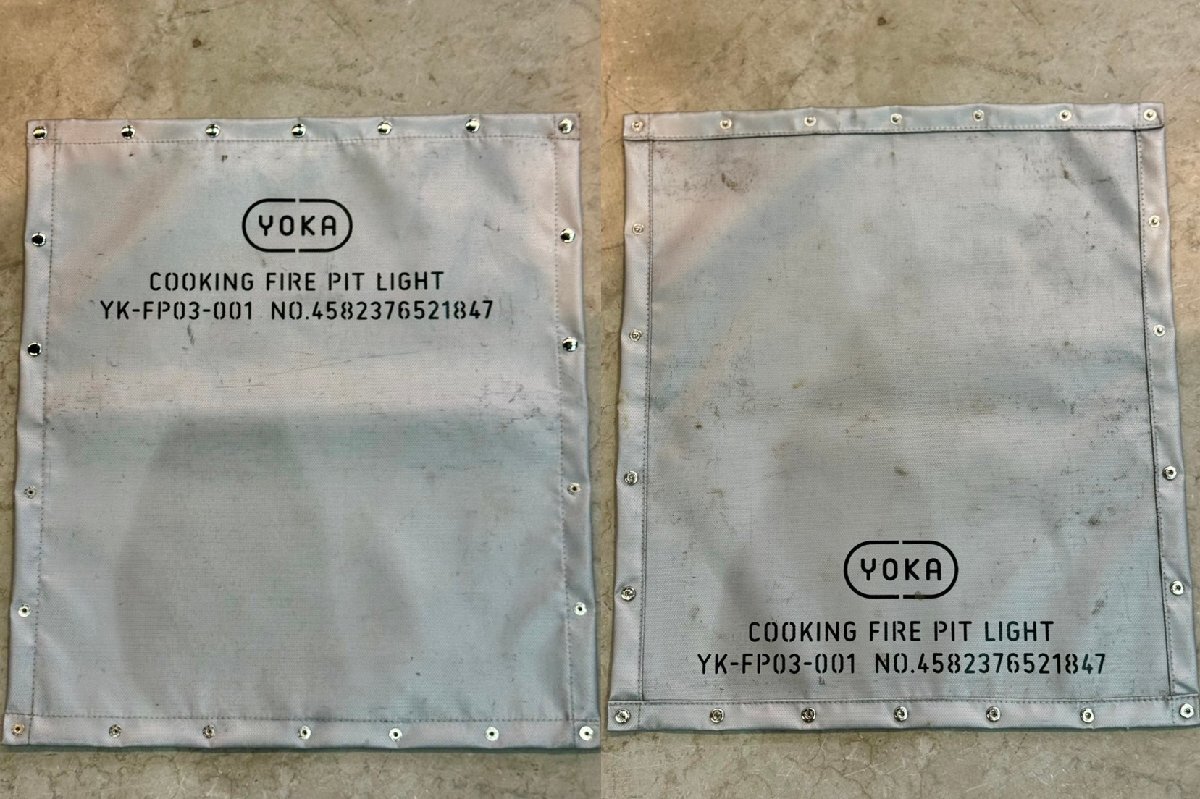 YOKA
COOKING FIRE PIT LIGHT
YK-FP03-001 NO.4582376521847
YOKA
COOKING FIRE PIT LIGHT
YK-FP03-001 NO.4582376521847